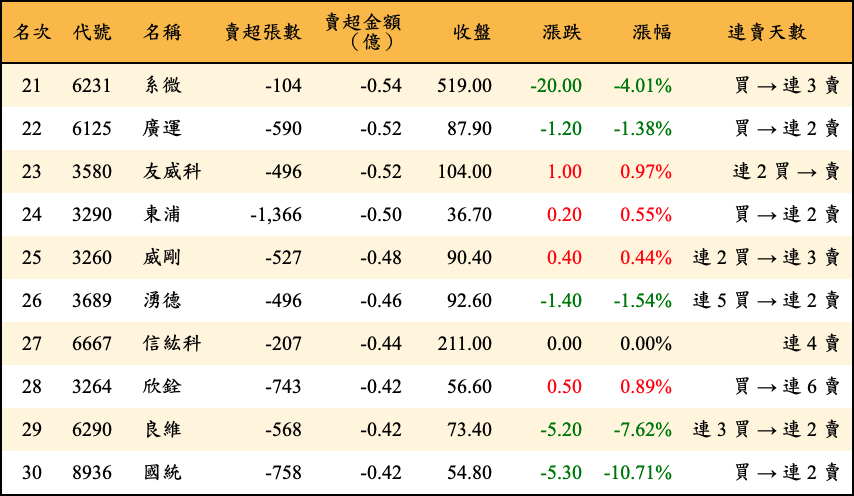 名次 代號 名稱 賣超張數 賣超金額（億） 收盤 漲跌 漲幅 連賣天數
21 6231 系微 -104 -0.54 519.00 -20.00 -4.01% 買 → 連 3 賣
22 6125 廣運 -590 -0.52 87.90 -1.20 -1.38% 買 → 連 2 賣
23 3580 友威科 -496 -0.52 104.00 1.00 0.97% 連 2 買 → 賣
24 3290 東浦 -1,366 -0.50 36.70 0.20 0.55% 買 → 連 2 賣
25 3260 威剛 -527 -0.48 90.40 0.40 0.44% 連 2 買 → 連 3 賣
26 3689 湧德 -496 -0.46 92.60 -1.40 -1.54% 連 5 買 → 連 2 賣
27 6667 信紘科 -207 -0.44 211.00 0.00 0.00% 連 4 賣
28 3264 欣銓 -743 -0.42 56.60 0.50 0.89% 買 → 連 6 賣
29 6290 良維 -568 -0.42 73.40 -5.20 -7.62% 連 3 買 → 連 2 賣
30 8936 國統 -758 -0.42 54.80 -5.30 -10.71% 買 → 連 2 賣